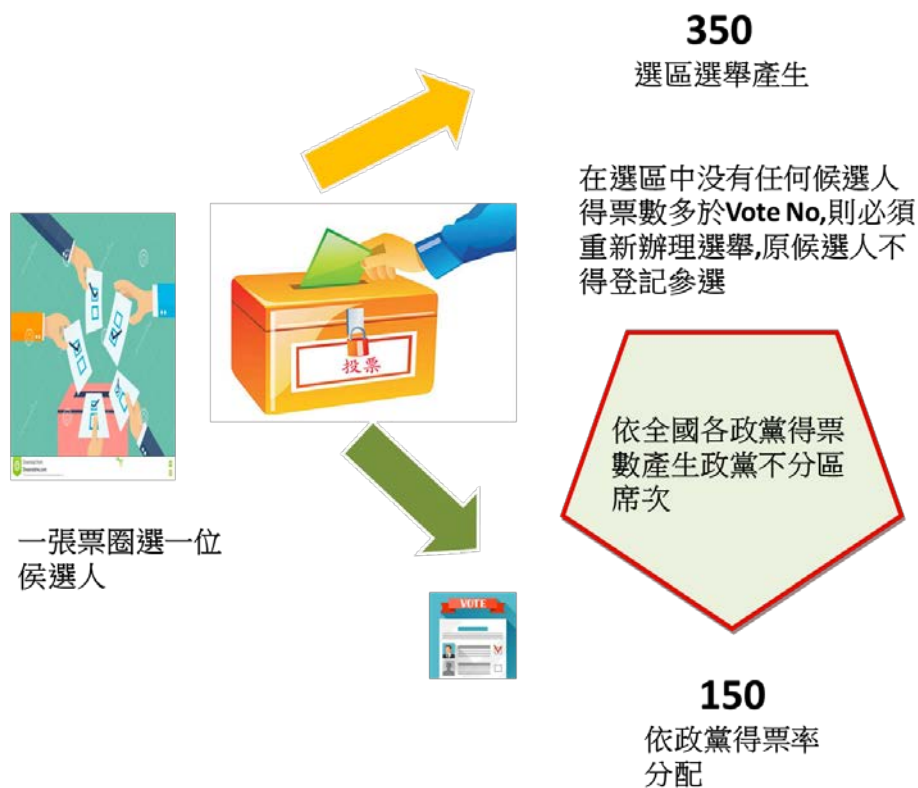 350
選區選舉產生
在選區中没有任何候選人
得票數多於Vote No,則必須
重新辦理選舉,原候選人不
得登記參選
投票
依全國各政黨得票
數產生政黨不分區
席次
一張票圈選一位
侯選人
VOTE
150
依政黨得票率
分配